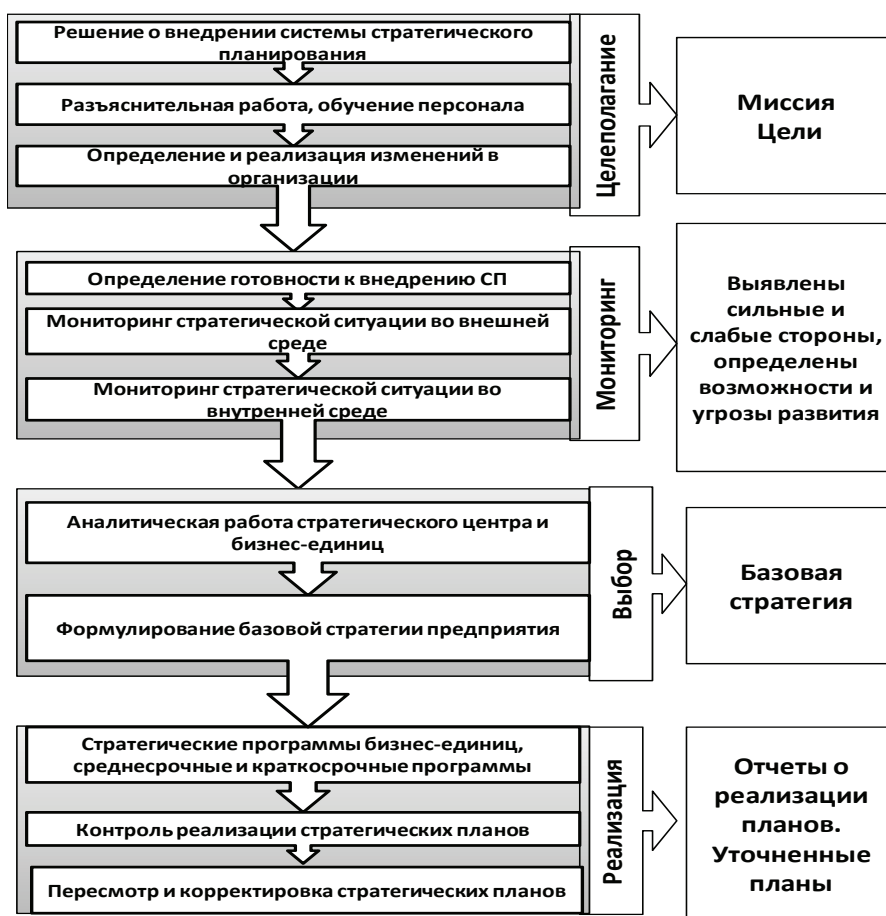 Решение о внедрении системы стратегического
планирования
Разъяснительная работа, обучение персонала
Определение и реализация изменений в
организации
Целеполагание
Миссия
Цели
Определение готовности к внедрению СП
Мониторинг стратегической ситуации во внешней
среде
Мониторинг стратегической ситуации во
внутренней среде
Мониторинг
Выявлены
сильные и
слабые стороны,
определены
возможности и
угрозы развития
Аналитическая работа стратегического центра и
бизнес-единиц
Формулирование базовой стратегии предприятия
Выбор
Базовая
стратегия
Стратегические программы бизнес-единиц,
среднесрочные и краткосрочные программы
Контроль реализации стратегических планов
Пересмотр и корректировка стратегических планов
Реализация
Отчеты о
реализации
планов.
Уточненные
планы